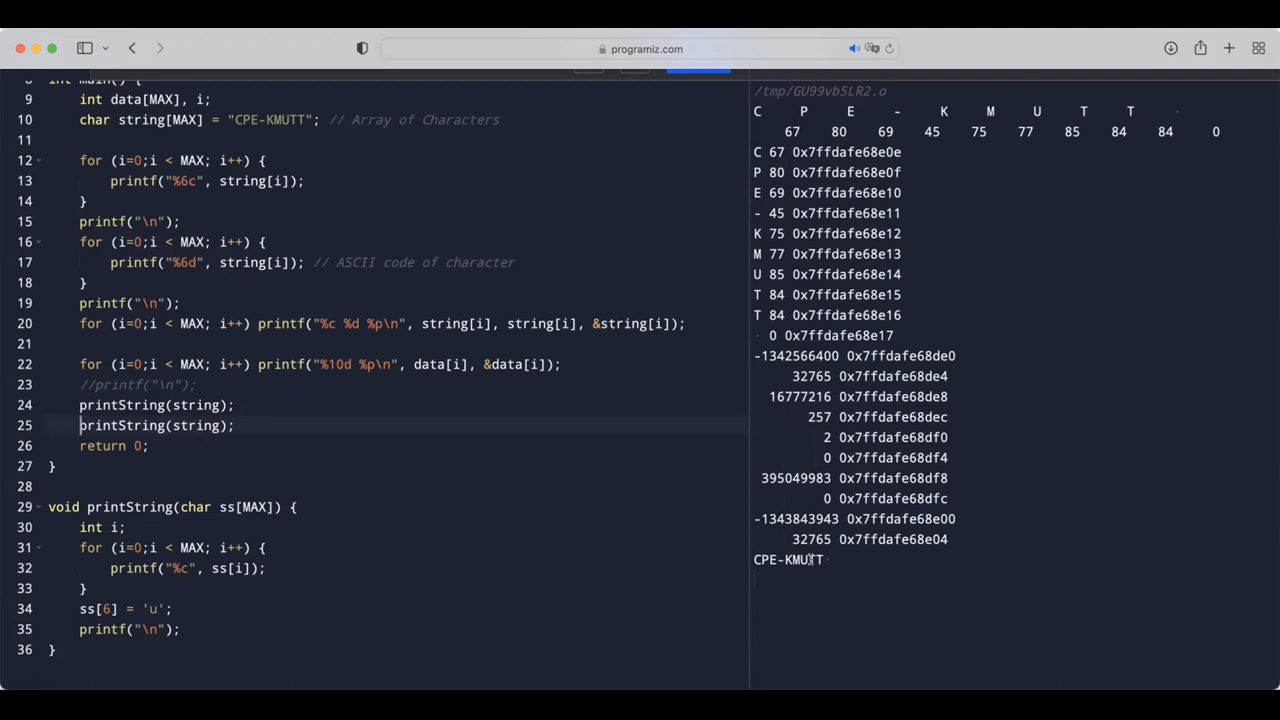 programiz.com
8 int main() {
9 int data[MAX], i;
10 char string[MAX] = "CPE-KMUTT"; // Array of Characters
11
12 for (i=0;i < MAX; i++) {
13 printf("%6c", string[i]);
14 }
15 printf("\n");
16 for (i=0;i < MAX; i++) {
17 printf("%6d", string[i]); // ASCII code of character
18 }
19 printf("\n");
20 for (i=0;i < MAX; i++) printf("%c %d %p\n", string[i], string[i], &string[i]);
21
22 for (i=0;i < MAX; i++) printf("%10d %p\n", data[i], &data[i]);
23 //printf("\n");
24 printString(string);
25 printString(string);
26 return 0;
27 }
28
29 void printString(char ss[MAX]) {
30 int i;
31 for (i=0;i < MAX; i++) {
32 printf("%c", ss[i]);
33 }
34 ss[6] = 'u';
35 printf("\n");
36 }
/tmp/GU99vb5LR2.o
C P E - K M U T T
67 80 69 45 75 77 85 84 84 0
C 67 0x7ffdafe68e0e
P 80 0x7ffdafe68e0f
E 69 0x7ffdafe68e10
- 45 0x7ffdafe68e11
K 75 0x7ffdafe68e12
M 77 0x7ffdafe68e13
U 85 0x7ffdafe68e14
T 84 0x7ffdafe68e15
T 84 0x7ffdafe68e16
0 0x7ffdafe68e17
-1342566400 0x7ffdafe68de0
32765 0x7ffdafe68de4
16777216 0x7ffdafe68de8
257 0x7ffdafe68dec
2 0x7ffdafe68df0
0 0x7ffdafe68df4
395049983 0x7ffdafe68df8
0 0x7ffdafe68dfc
-1343843943 0x7ffdafe68e00
32765 0x7ffdafe68e04
CPE-KMUTT